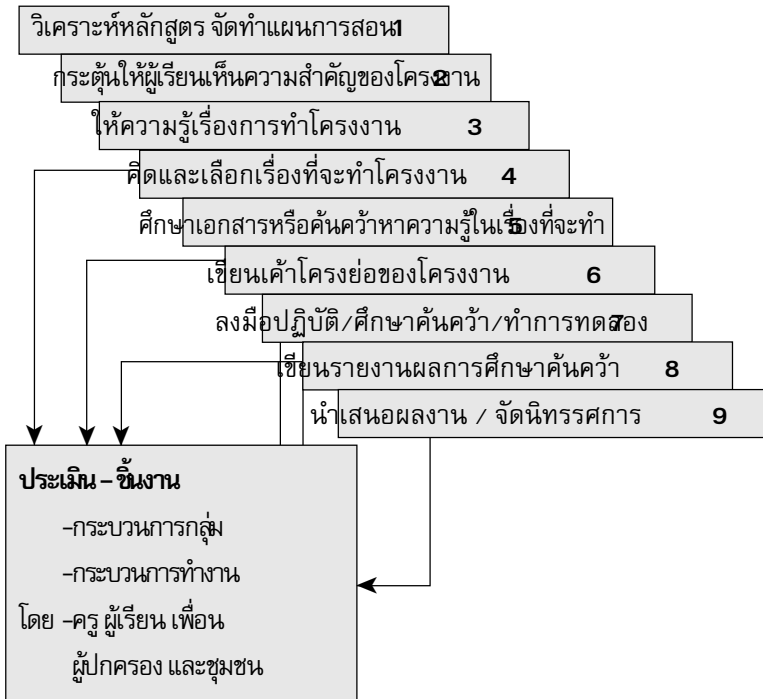 วิเคราะห์หลักสูตร จัดทำแผนการสอน 1
กระตุ้นให้ผู้เรียนเห็นความสำคัญของโครงงาน 2
ให้ความรู้เรื่องการทำโครงงาน 3
คิดและเลือกเรื่องที่จะทำโครงงาน 4
ศึกษาเอกสารหรือค้นคว้าหาความรู้ในเรื่องที่จะทำ 5
เขียนเค้าโครงย่อของโครงงาน 6
ลงมือปฏิบัติ/ศึกษาค้นคว้า/ทำการทดลอง 7
เขียนรายงานผลการศึกษาค้นคว้า 8
นำเสนอผลงาน / จัดนิทรรศการ 9
ประเมิน – ชิ้นงาน
–กระบวนการกลุ่ม
–กระบวนการทำงาน
โดย –ครู ผู้เรียน เพื่อน
ผู้ปกครอง และชุมชน